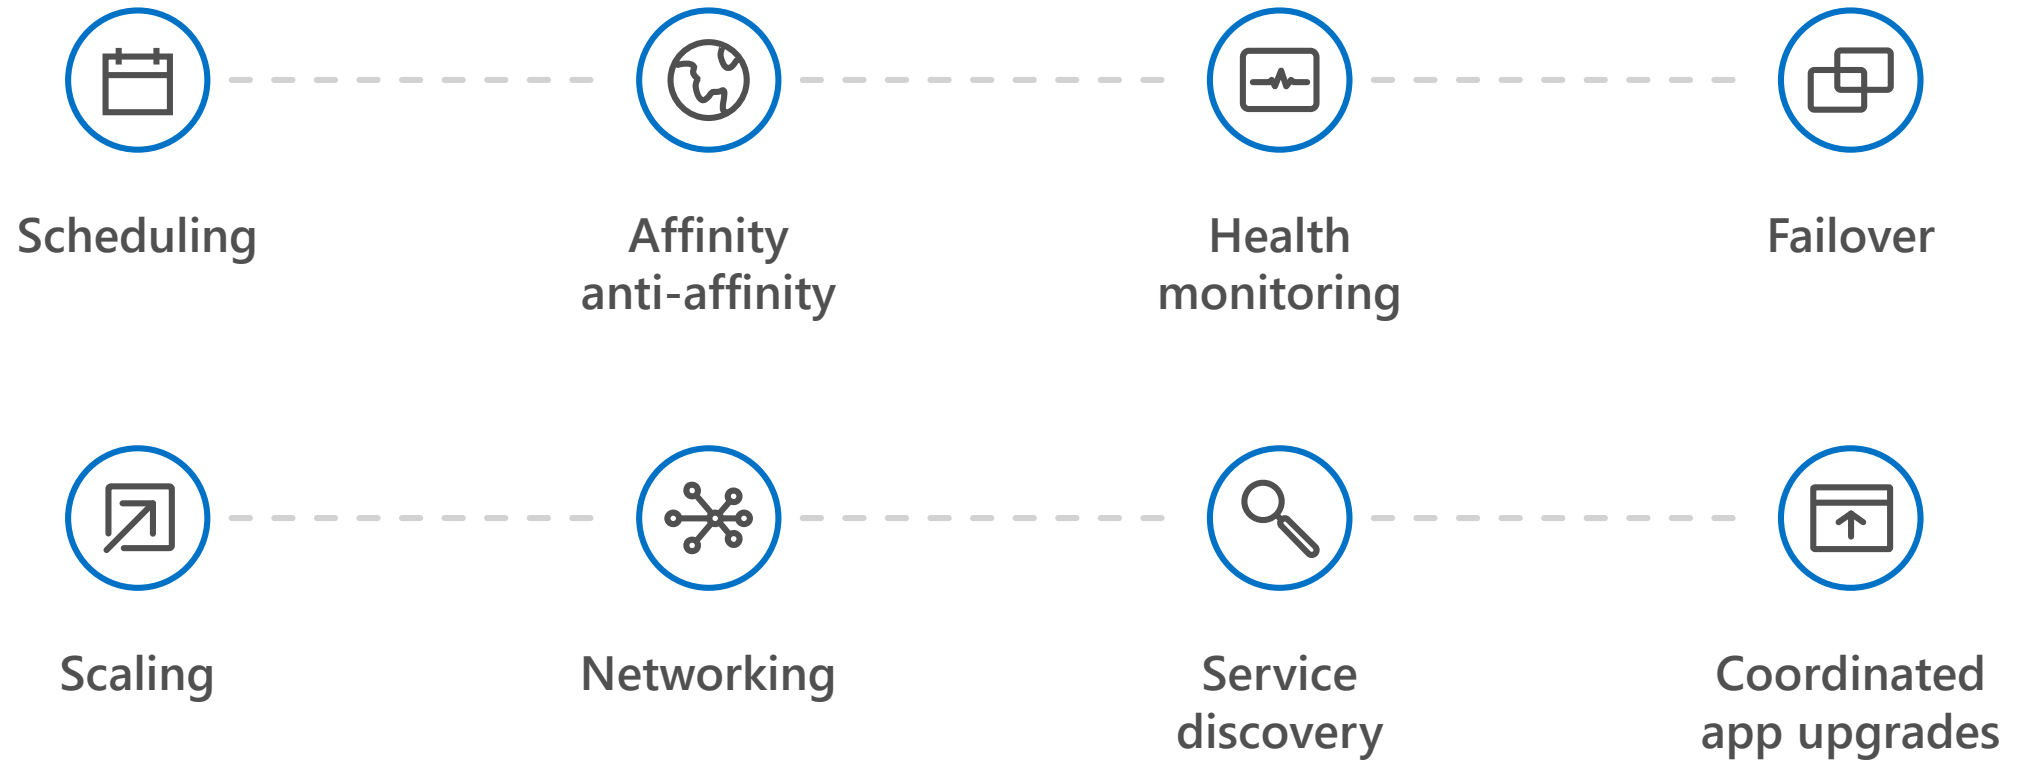 Scheduling
Affinity
anti-affinity
Health
monitoring
Failover
Scaling
Networking
Service
discovery
Coordinated
app upgrades